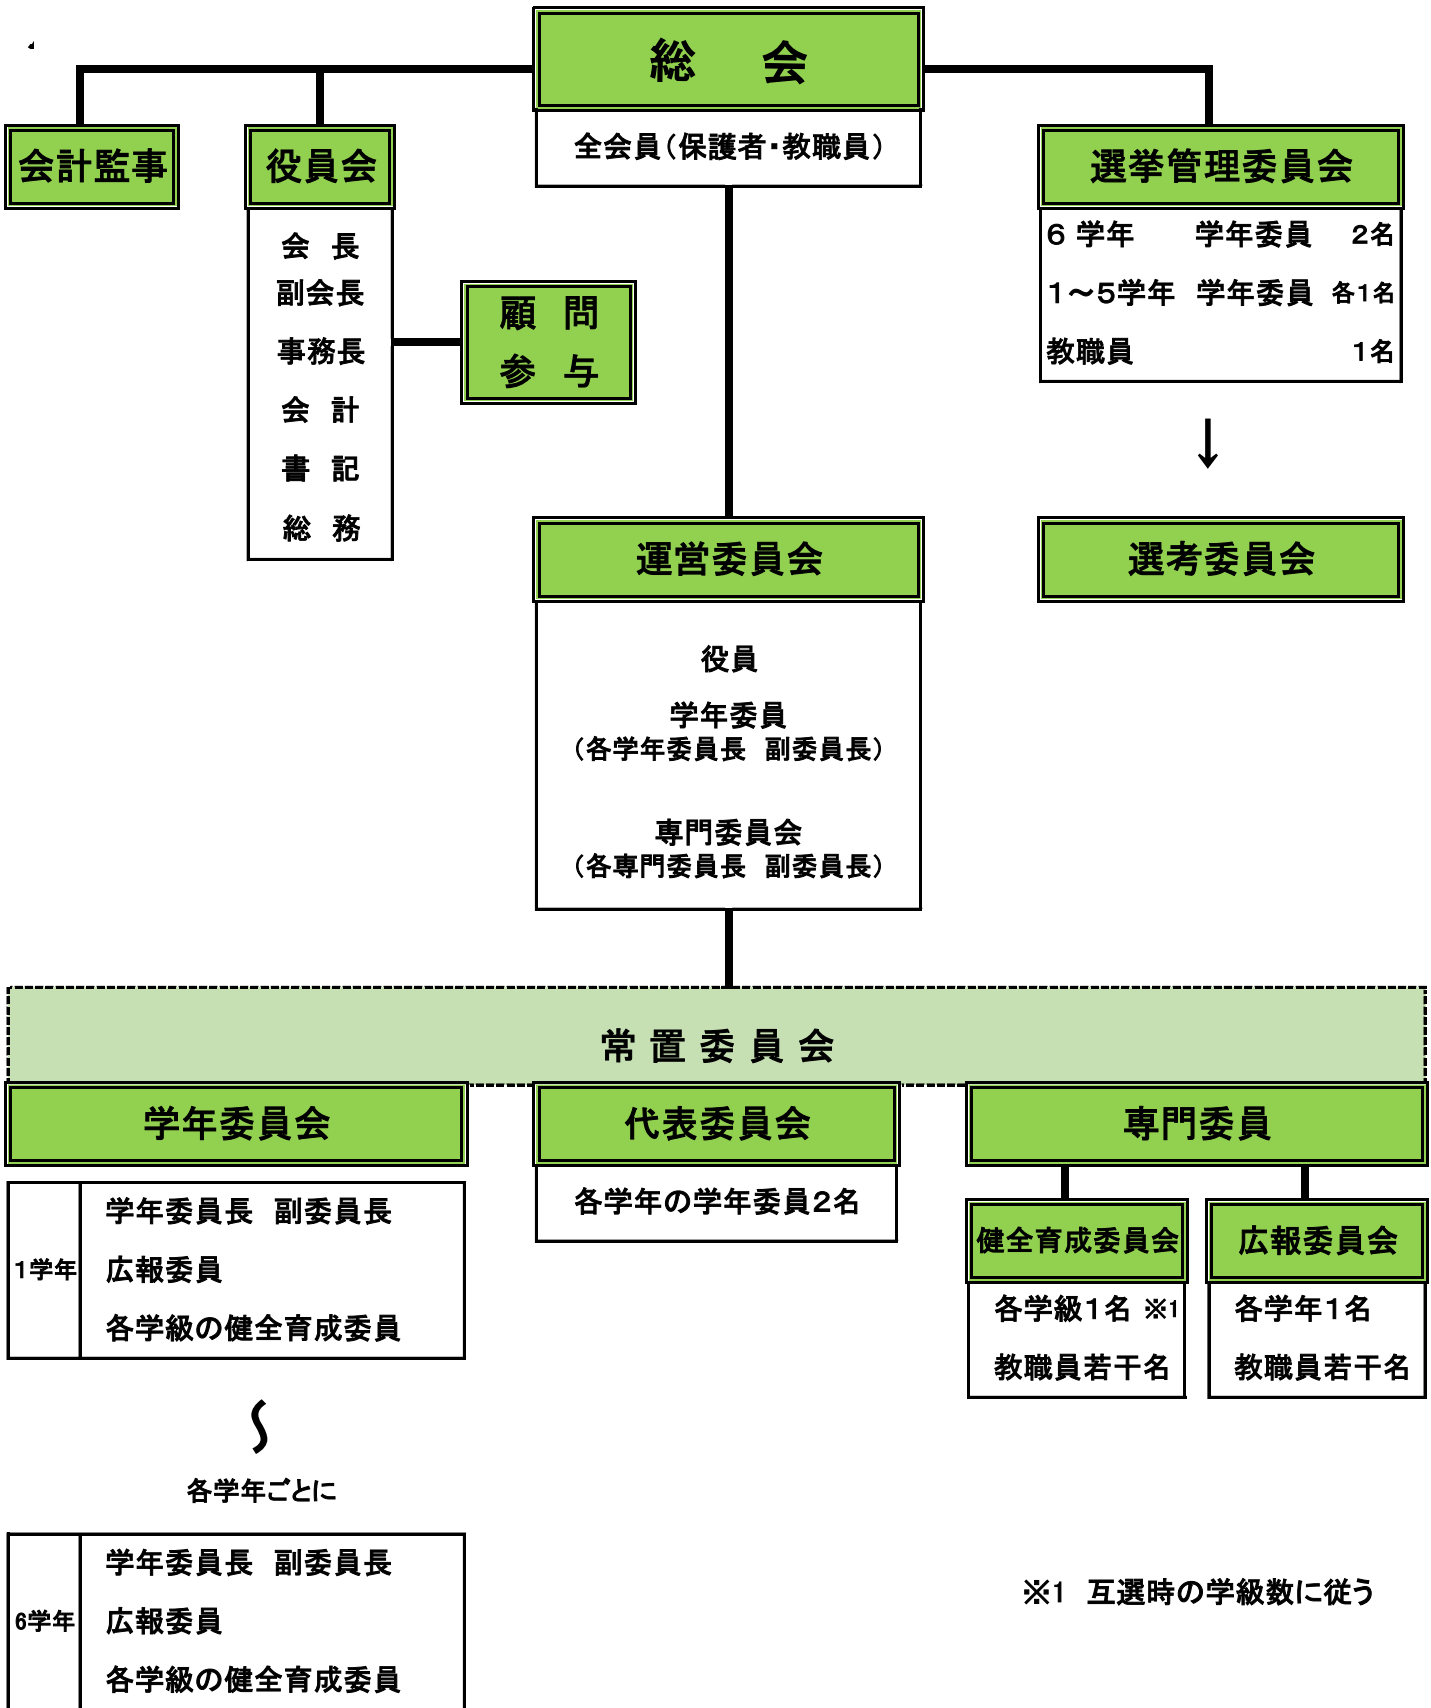 総　会
全会員（保護者・教職員）
会計監事
役員会
会　長
副会長
事務長
会　計
書　記
総　務
顧　問
参　与
選挙管理委員会
６ 学年　学年委員　２名
１～５学年　学年委員　各１名
教職員　１名
↓
選考委員会
運営委員会
役員
学年委員
（各学年委員長　副委員長）
専門委員会
（各専門委員長　副委員長）
常 置 委 員 会
学年委員会
1学年
学年委員長　副委員長
広報委員
各学級の健全育成委員
～
各学年ごとに
6学年
学年委員長　副委員長
広報委員
各学級の健全育成委員
代表委員会
各学年の学年委員２名
専門委員
健全育成委員会
各学級１名 ※1
教職員若干名
広報委員会
各学年１名
教職員若干名
※1　互選時の学級数に従う